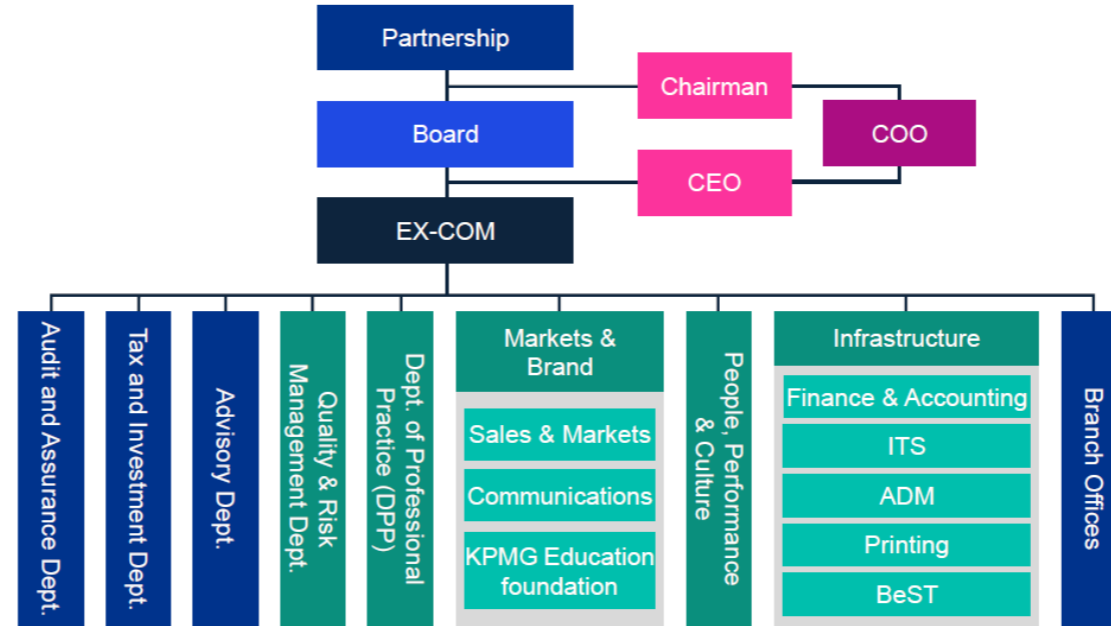 Partnership
Chairman
Board
COO
CEO
EX-COM
Audit and Assurance Dept.
Tax and Investment Dept.
Advisory Dept.
Quality & Risk
Management Dept.
Dept. of Professional
Practice (DPP)
Markets &
Brand
Sales & Markets
Communications
KPMG Education
foundation
People, Performance
& Culture
Infrastructure
Finance & Accounting
ITS
ADM
Printing
BeST
Branch Offices